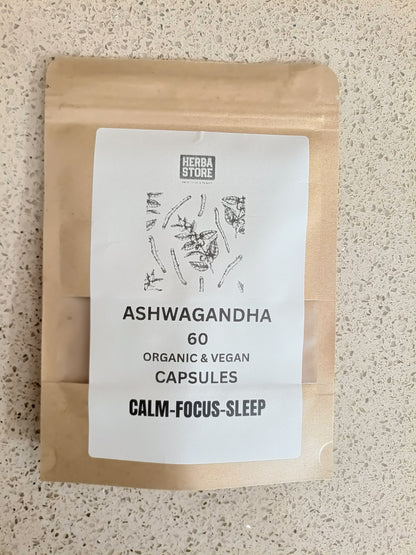 HERBA
STORE
ASHWAGANDHA
60
ORGANIC & VEGAN
CAPSULES
CALM-FOCUS-SLEEP